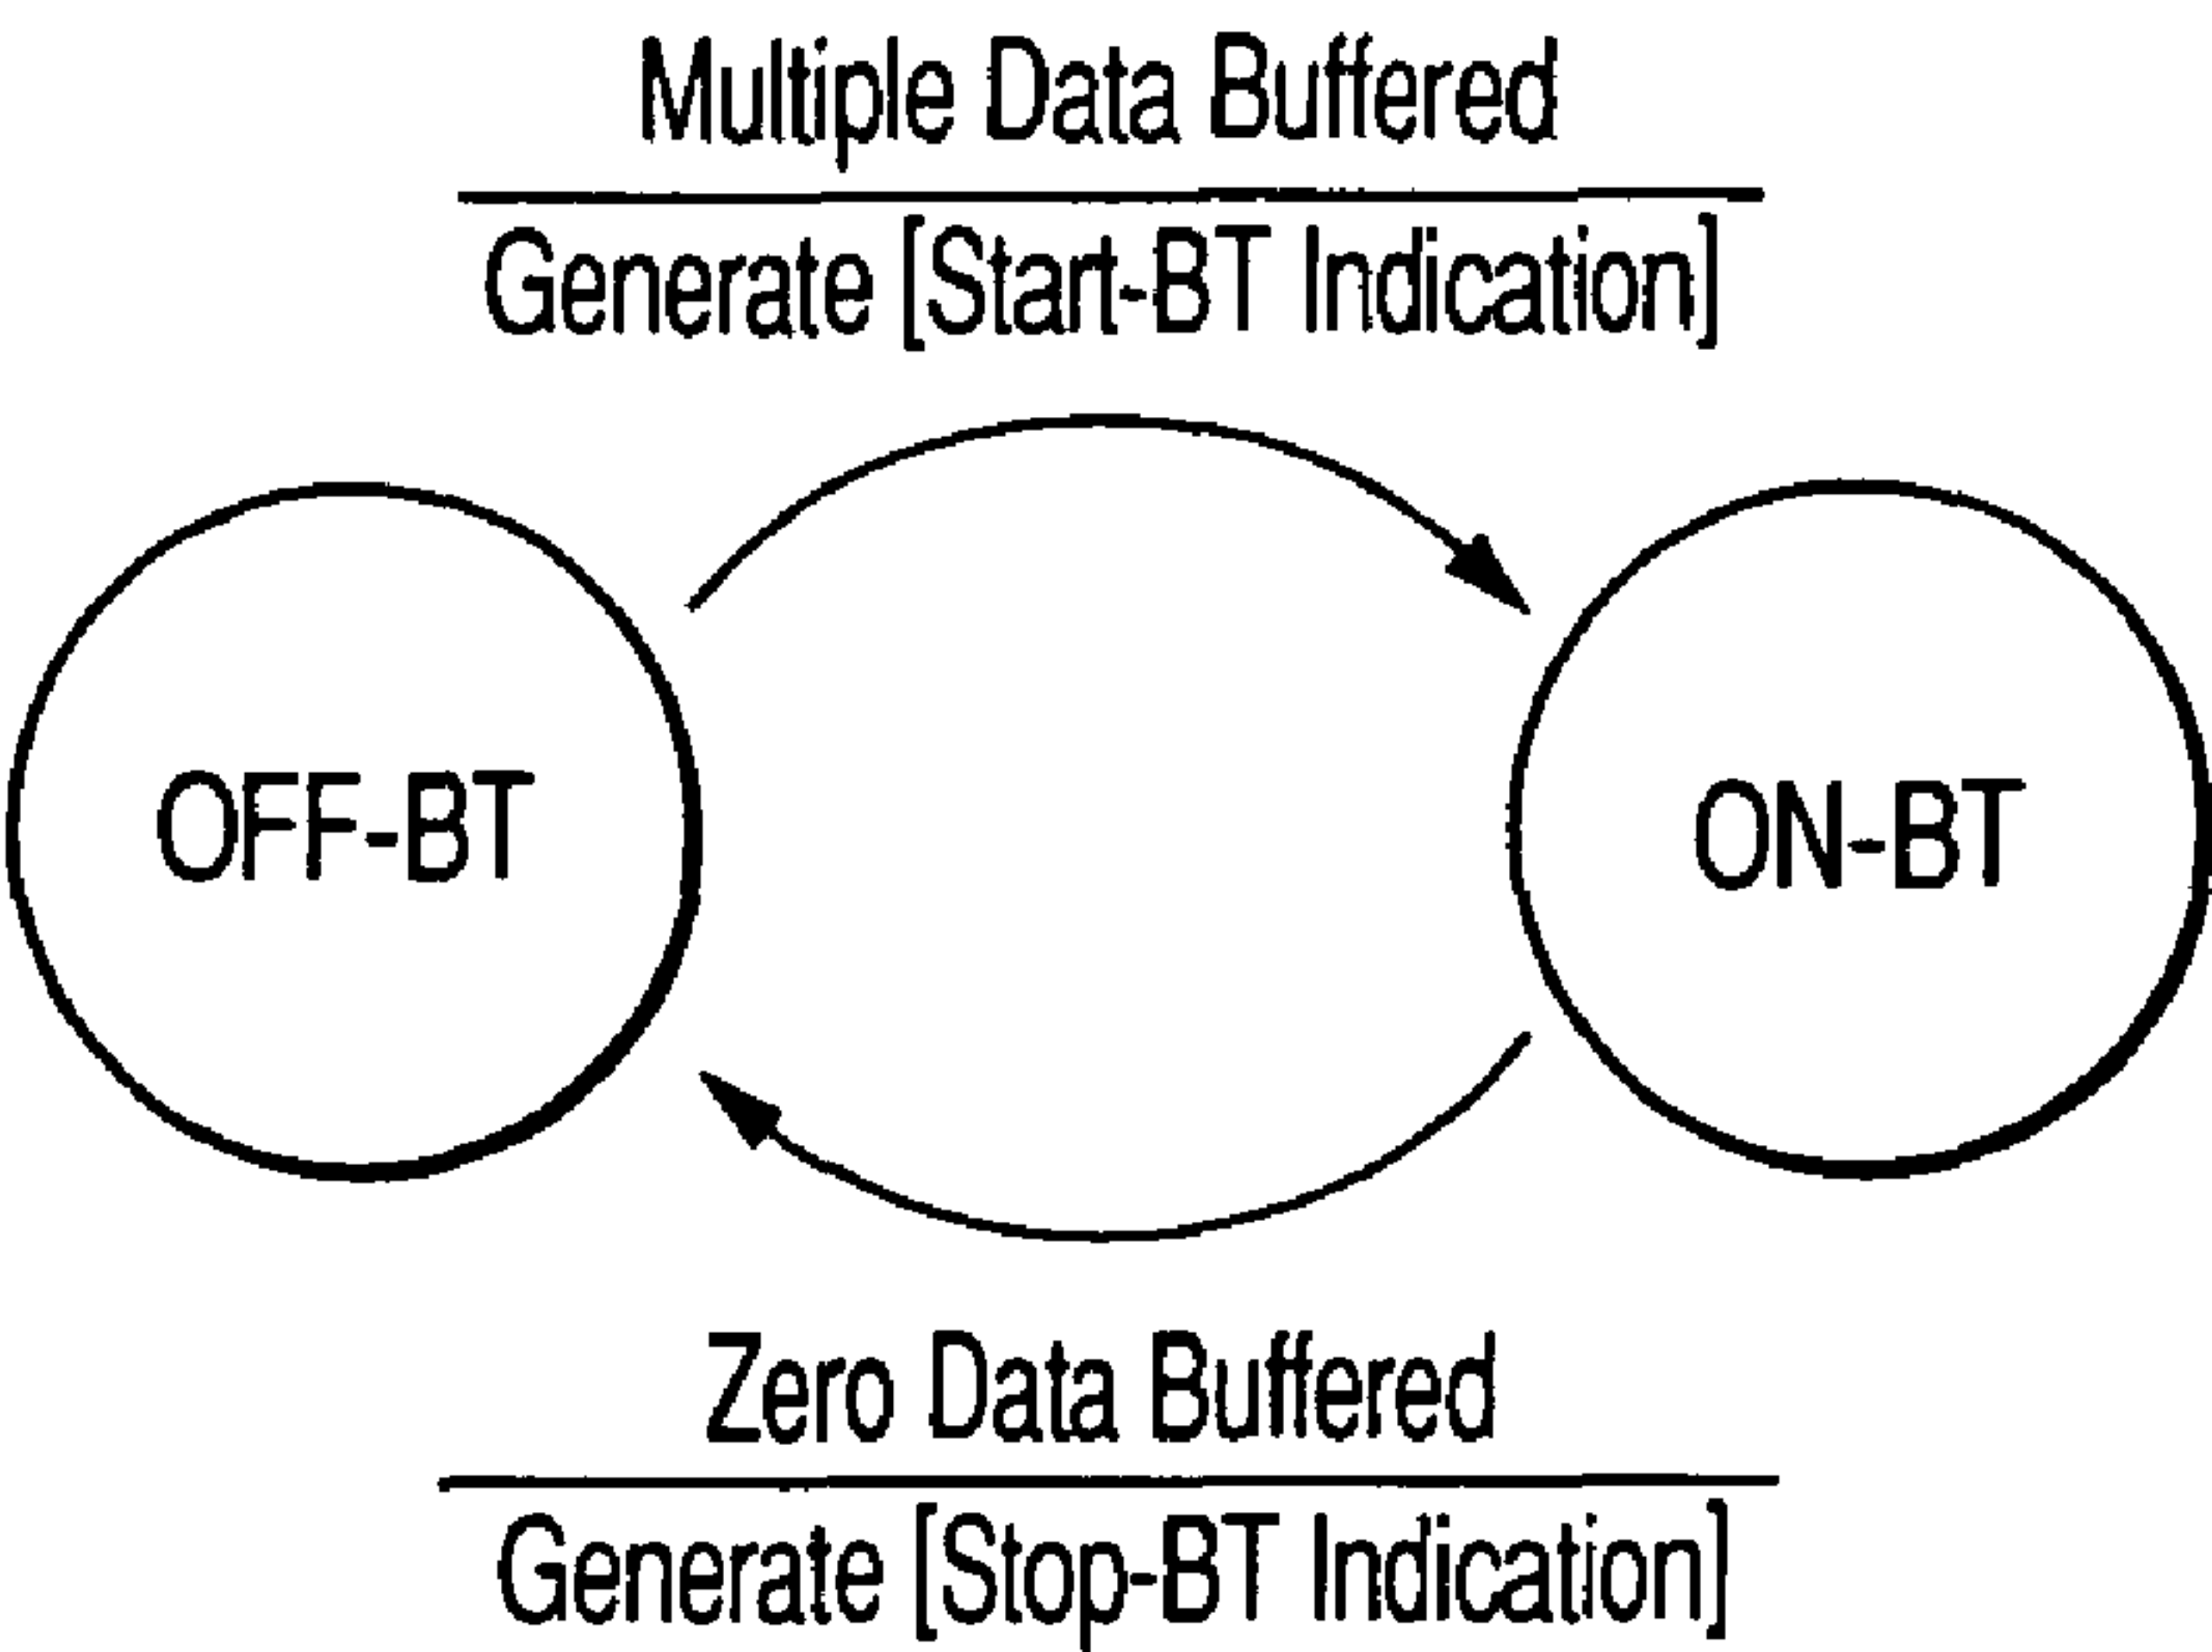 Multiple Data Buffered
Generate [Start-BT Indication]
OFF-BT
ON-BT
Zero Data Buffered
Generate [Stop-BT Indication]